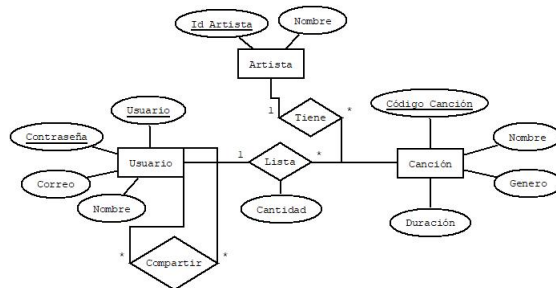 Id Artista
Nombre
Artista
1
Tiene
*
Código Canción
Usuario
Contraseña
Usuario
1
Lista
*
Canción
Nombre
Correo
Genero
Nombre
Cantidad
Duración
*
Compartir
*